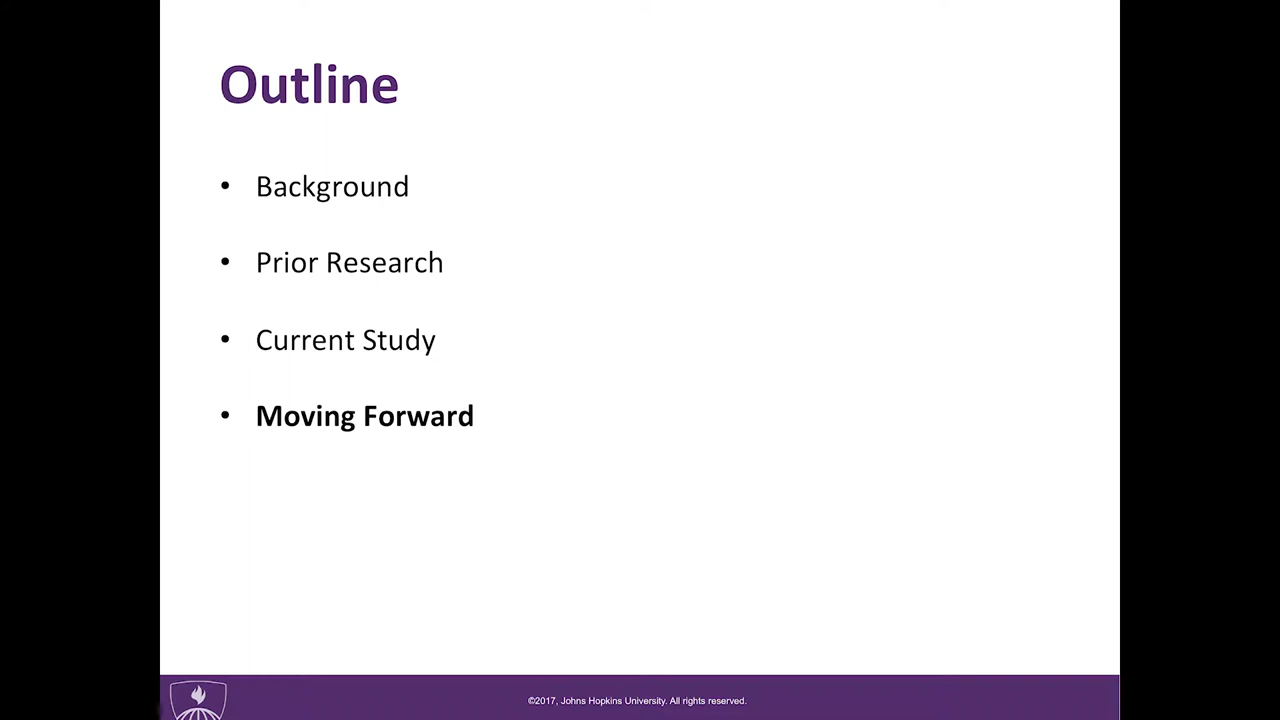 Outline
• Background
• Prior Research
• Current Study
• Moving Forward
©2017, Johns Hopkins University. All rights reserved.